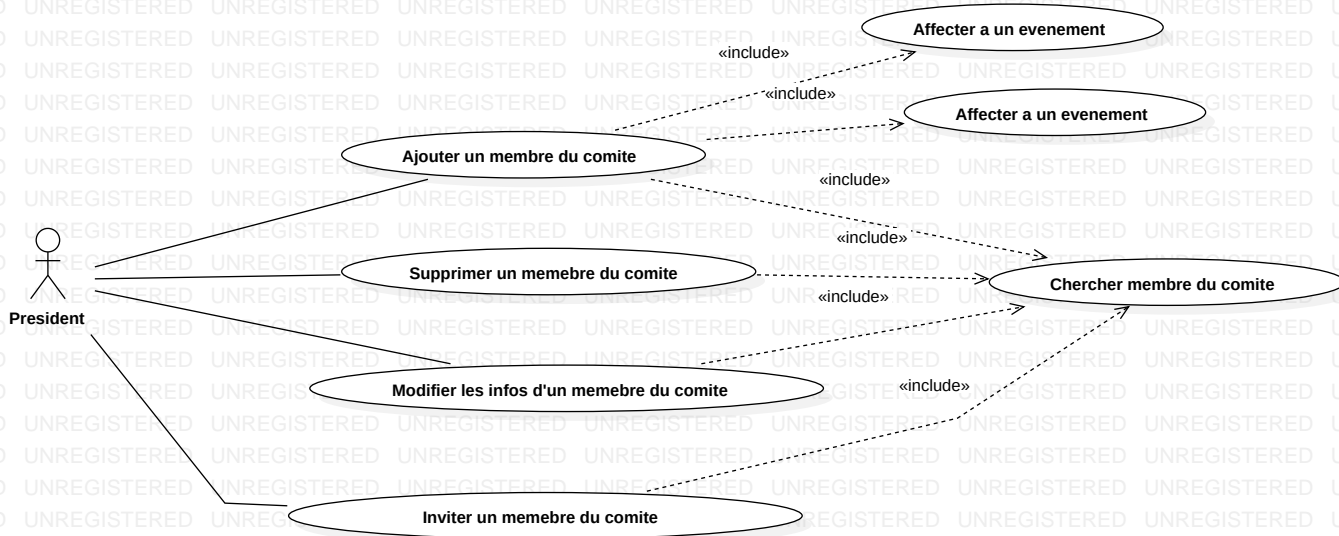 Affecter a un evenement
«include»
«include»
Affecter a un evenement
Ajouter un membre du comite
«include»
«include»
Supprimer un memebre du comite
Chercher membre du comite
«include»
President
Modifier les infos d'un memebre du comite
«include»
Inviter un memebre du comite
UNREGISTERED